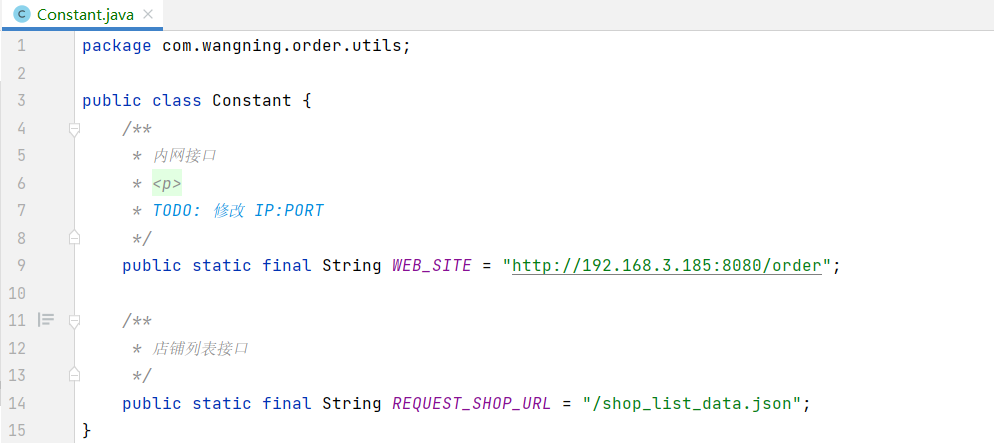 Constant.java
1 package com.wangning.order.utils;
2
3 public class Constant {
4 /**
5 * 内网接口
6 * <p>
7 * TODO: 修改 IP:PORT
8 */
9 public static final String WEB_SITE = "http://192.168.3.185:8080/order";
10
11 /**
12 * 店铺列表接口
13 */
14 public static final String REQUEST_SHOP_URL = "/shop_list_data.json";
15 }